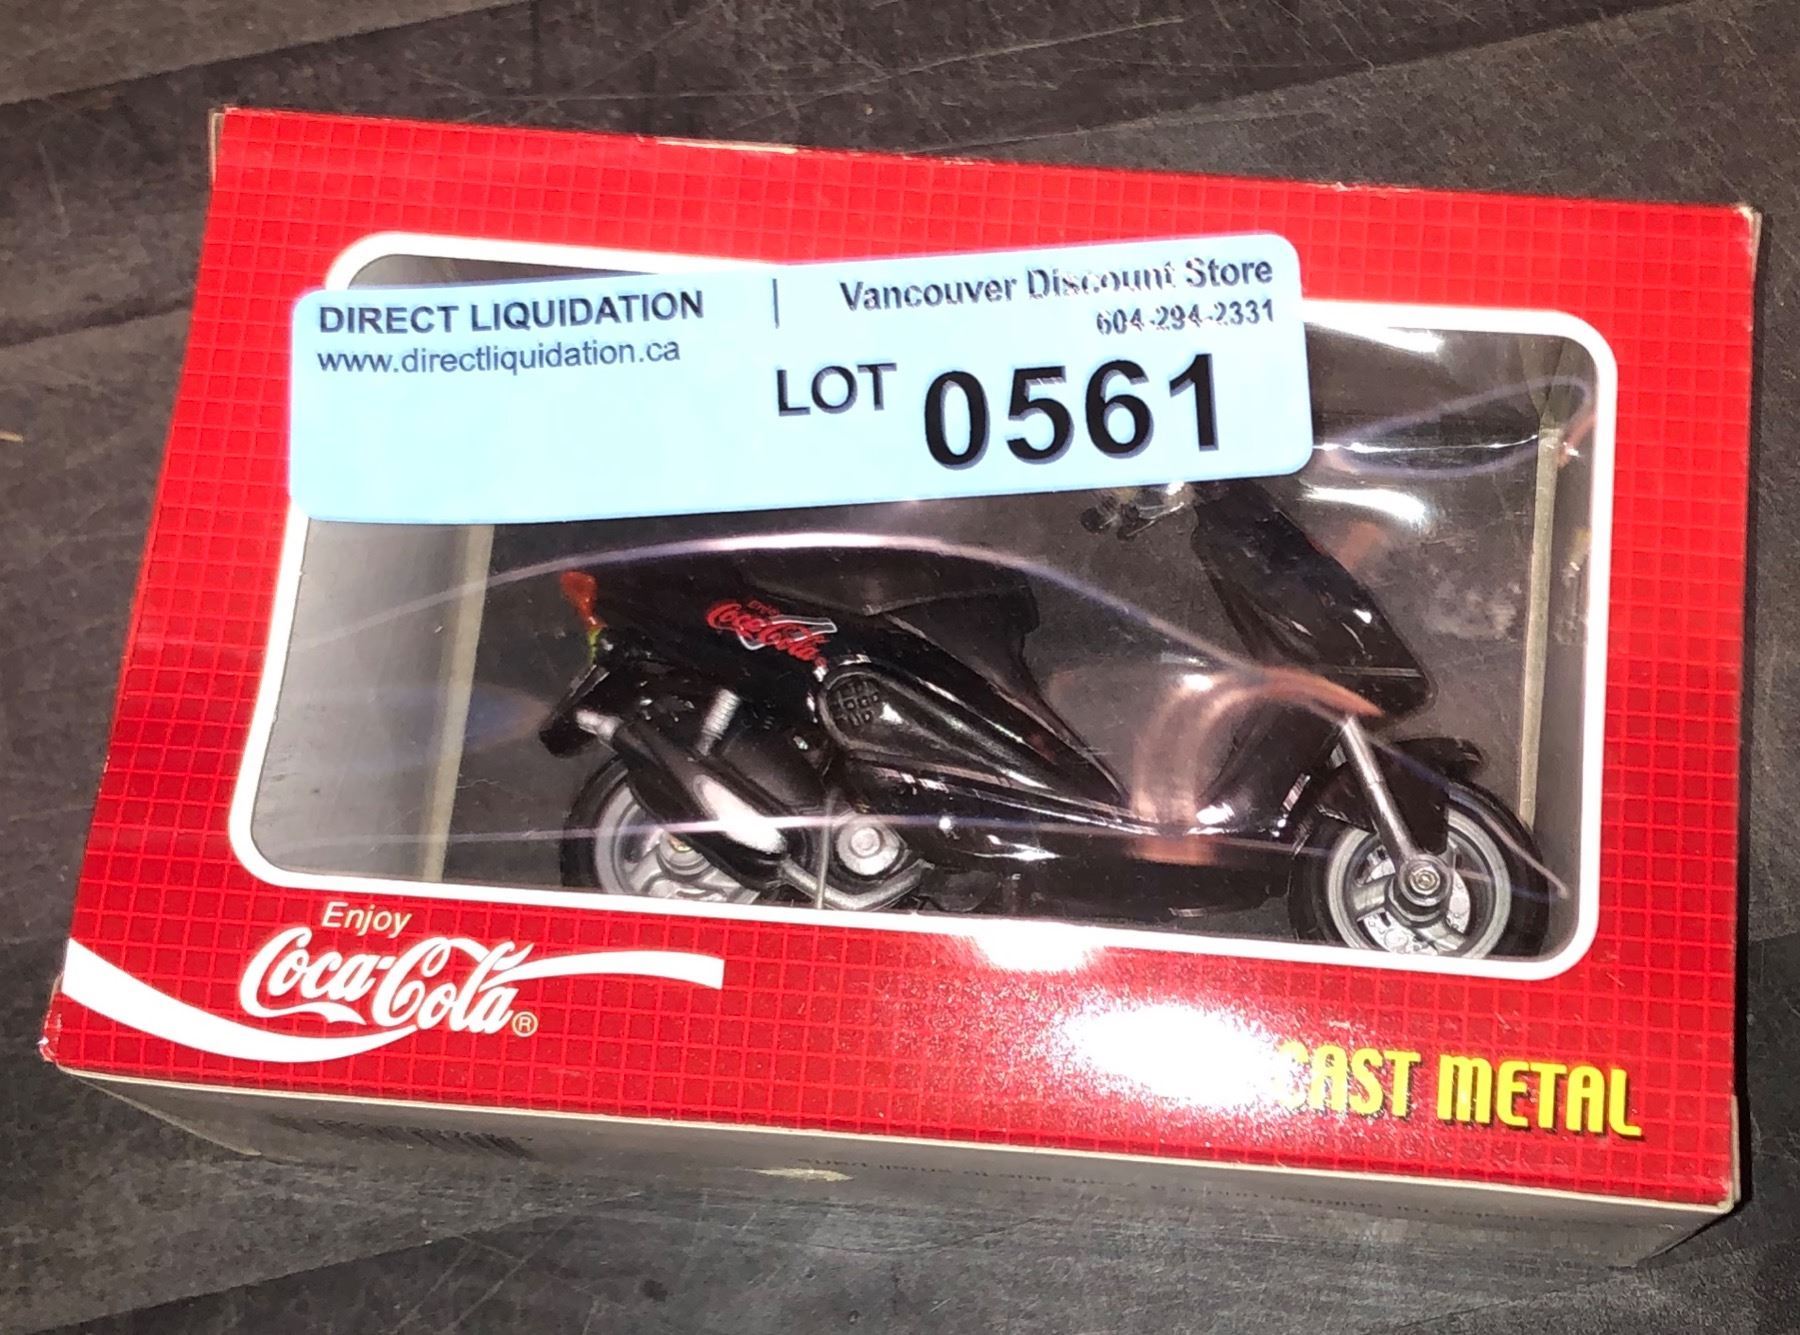 DIRECT LIQUIDATION | Vancouver Discount Store
www.directliquidation.ca
604-294-2331
LOT 0561
Enjoy
Coca-Cola
Enjoy
Coca-Cola®
CAST METAL